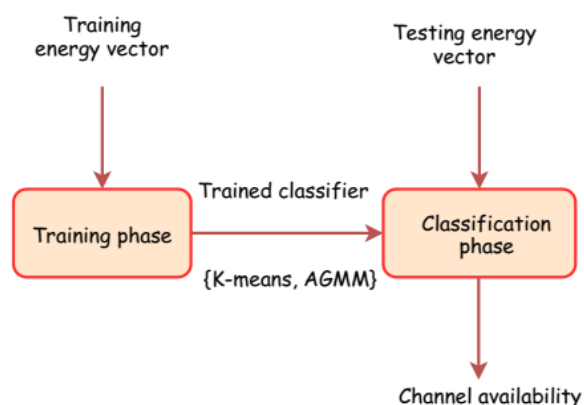 Training
energy vector
Testing energy
vector
Trained classifier
Training phase
Classification
phase
{K-means, AGMM}
Channel availability